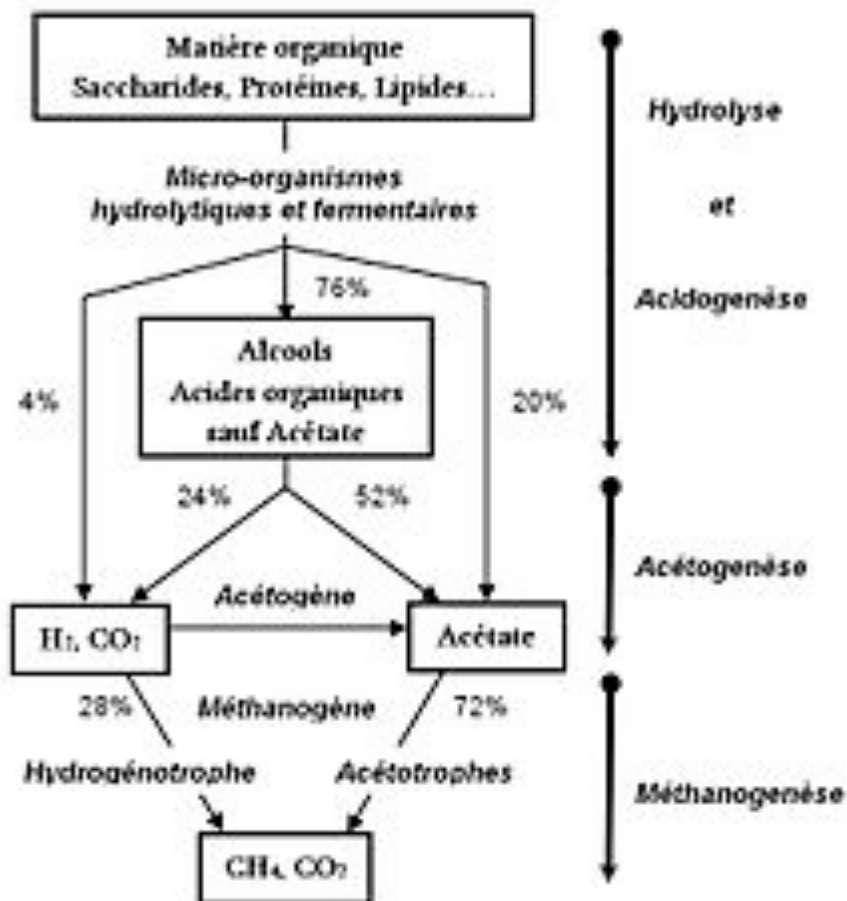 Matière organique
Saccharides, Protéines, Lipides...
Hydrolyse
Micro-organismes
hydrolytiques et fermentaires
et
76%
Acidogenèse
Alcools
Acides organiques
sauf Acétate
4%
20%
24%
52%
Acétogène
Acétogenèse
H₂, CO₂
Acétate
28%
Méthanogène
72%
Hydrogénotrophe
Acétotrophes
Méthanogenèse
CH₄, CO₂